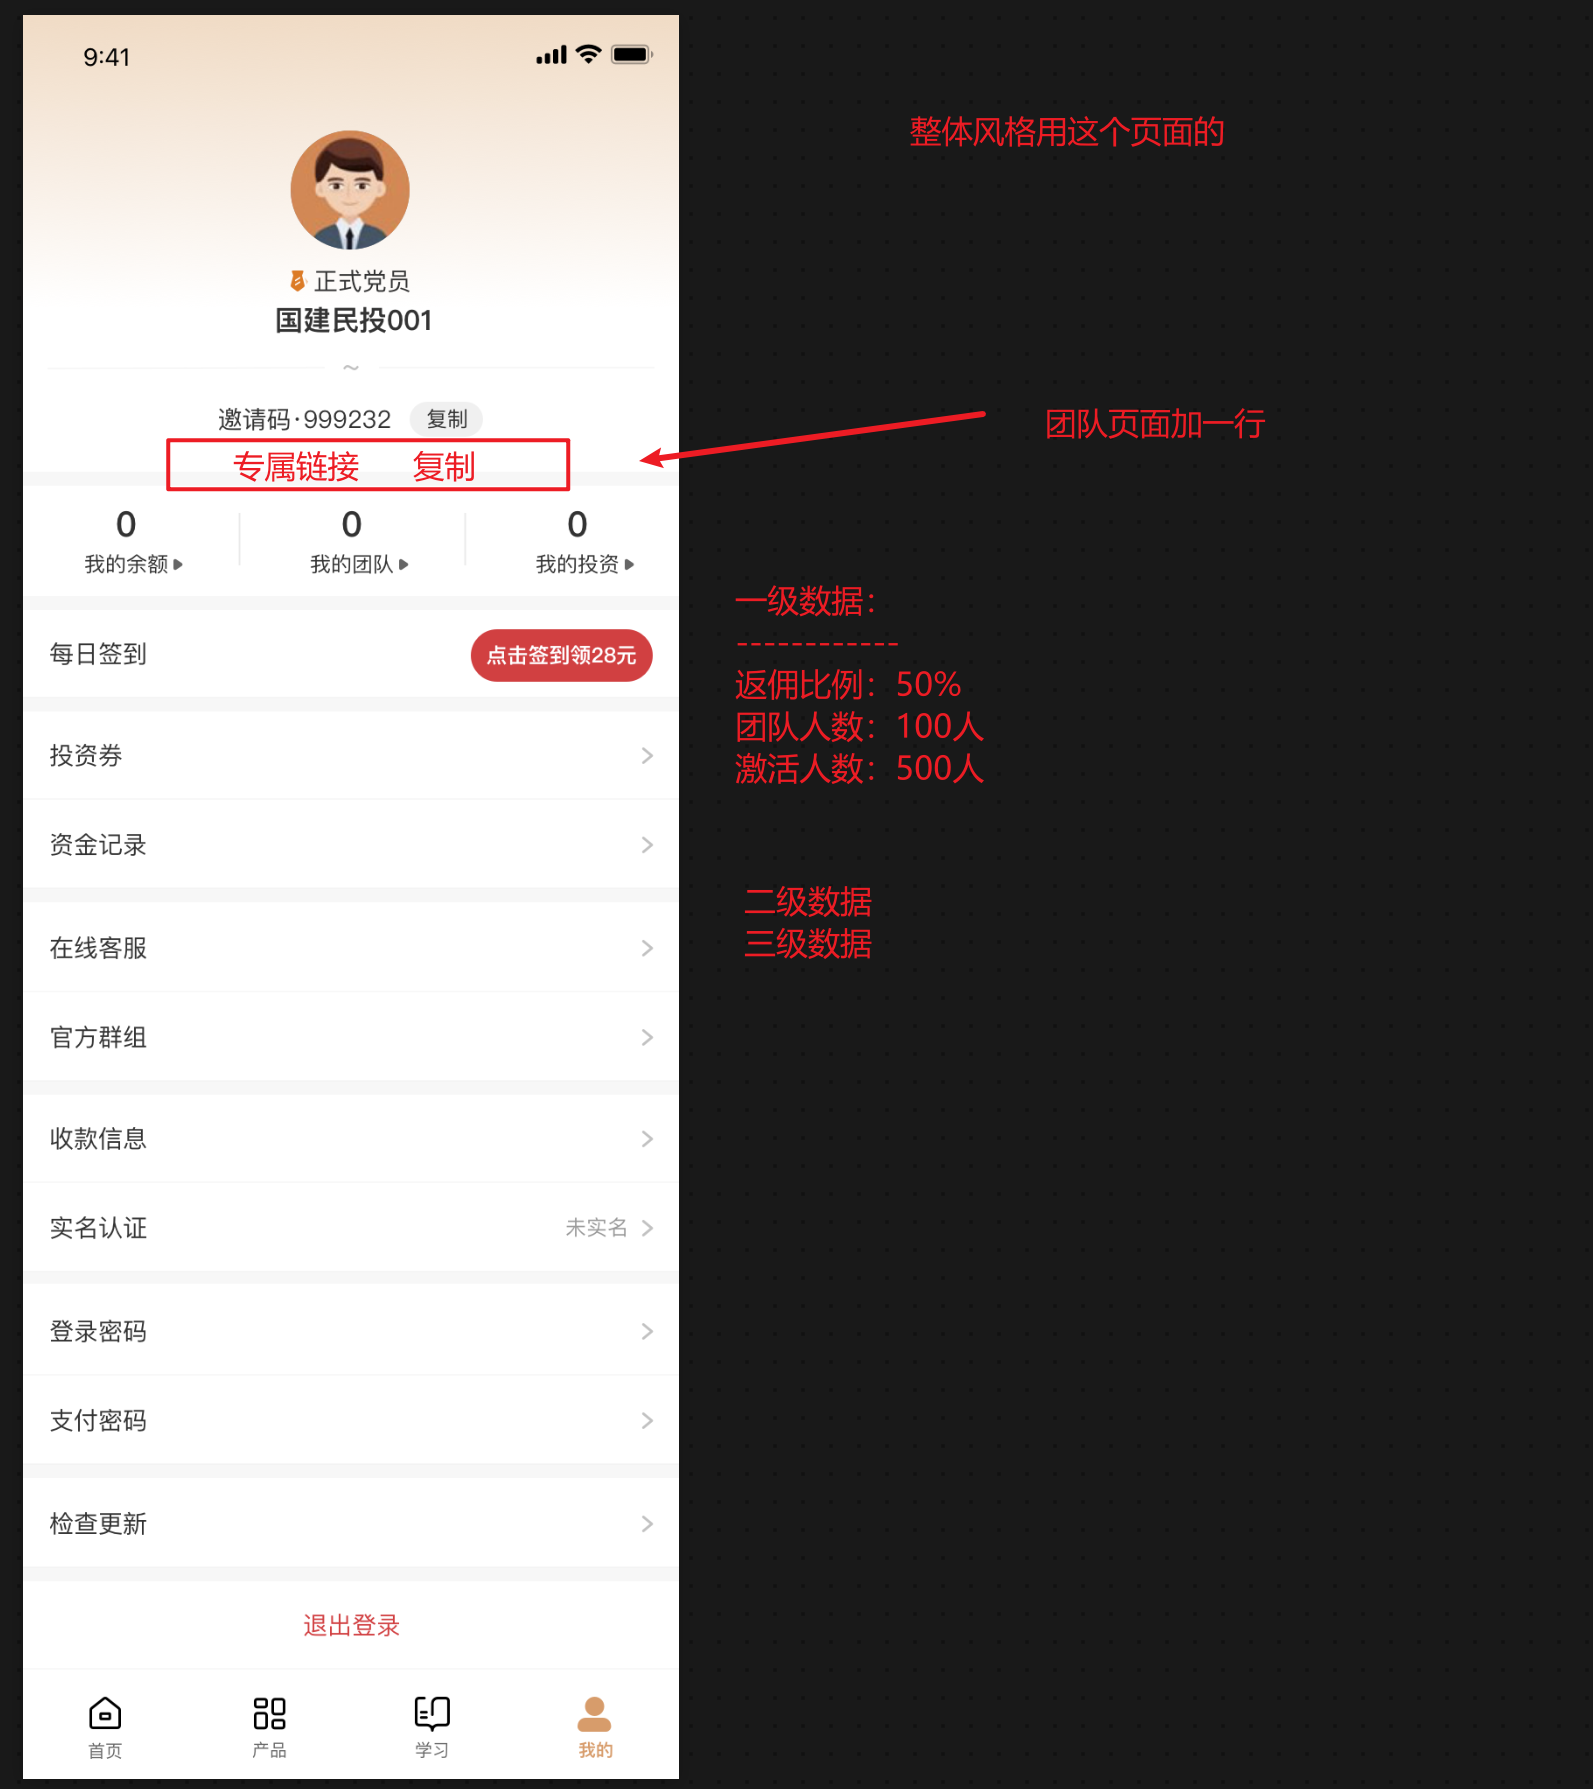 9:41
整体风格用这个页面的
正式党员
国建民投001
~
邀请码·999232 复制
团队页面加一行
专属链接 复制
0 0 0
我的余额 我的团队 我的投资
一级数据：
------------
返佣比例：50%
团队人数：100人
激活人数：500人
二级数据
三级数据
每日签到 点击签到领28元
投资券
资金记录
在线客服
官方群组
收款信息
实名认证 未实名
登录密码
支付密码
检查更新
退出登录
首页 产品 学习 我的